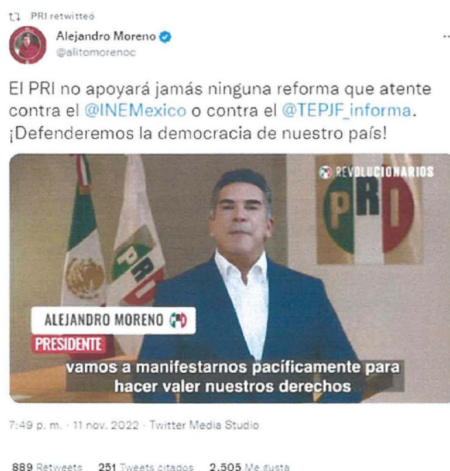 PRI retwitteó
Alejandro Moreno
@alitomorenoc
El PRI no apoyará jamás ninguna reforma que atente
contra el @INEMexico o contra el @TEPJF_informa.
¡Defenderemos la democracia de nuestro país!
REVOLUCIONARIOS
PRI
PRI
ALEJANDRO MORENO PRI
PRESIDENTE
vamos a manifestarnos pacíficamente para
hacer valer nuestros derechos
7:49 p. m. · 11 nov. 2022 · Twitter Media Studio
889 Retweets 251 Tweets citados 2,505 Me gusta